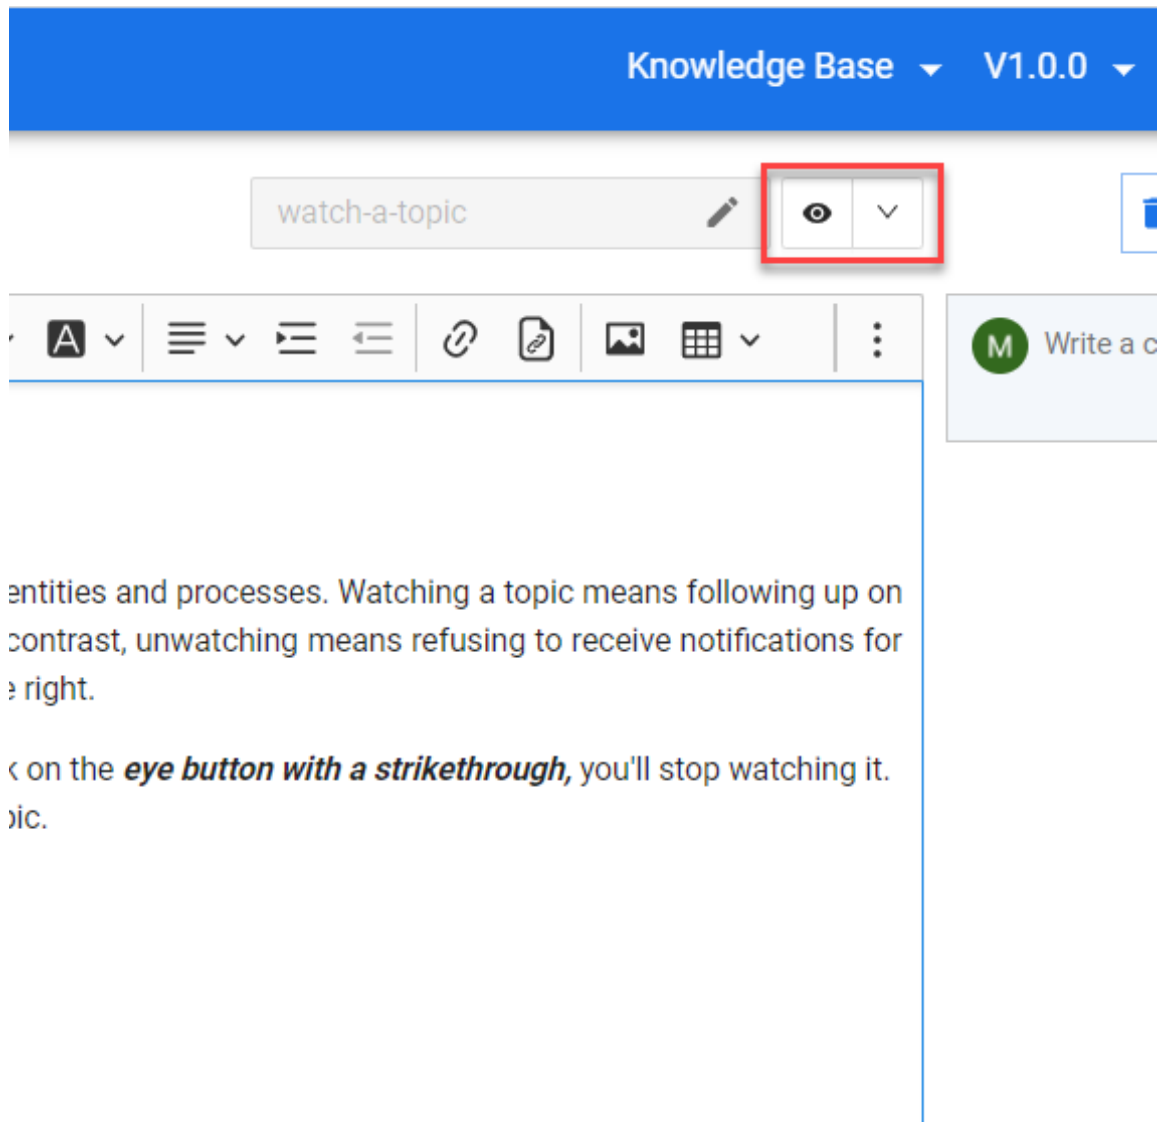 Knowledge Base V1.0.0
watch-a-topic
A
M Write a c
entities and processes. Watching a topic means following up on
contrast, unwatching means refusing to receive notifications for
right.
on the eye button with a strikethrough, you'll stop watching it.